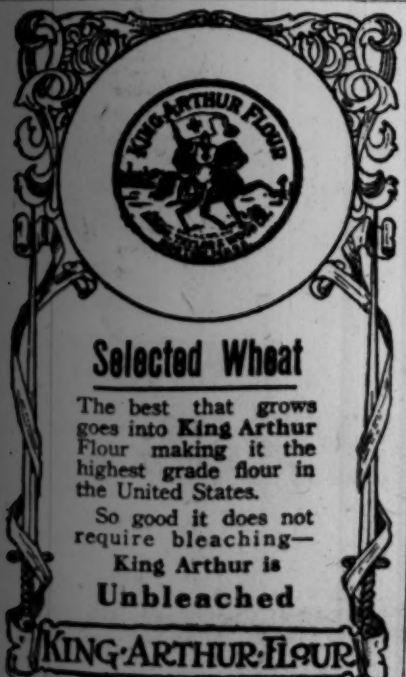 KING ARTHUR FLOUR
Selected Wheat
The best that grows
goes into King Arthur
Flour making it the
highest grade flour in
the United States.
So good it does not
require bleaching—
King Arthur is
Unbleached
KING·ARTHUR·FLOUR